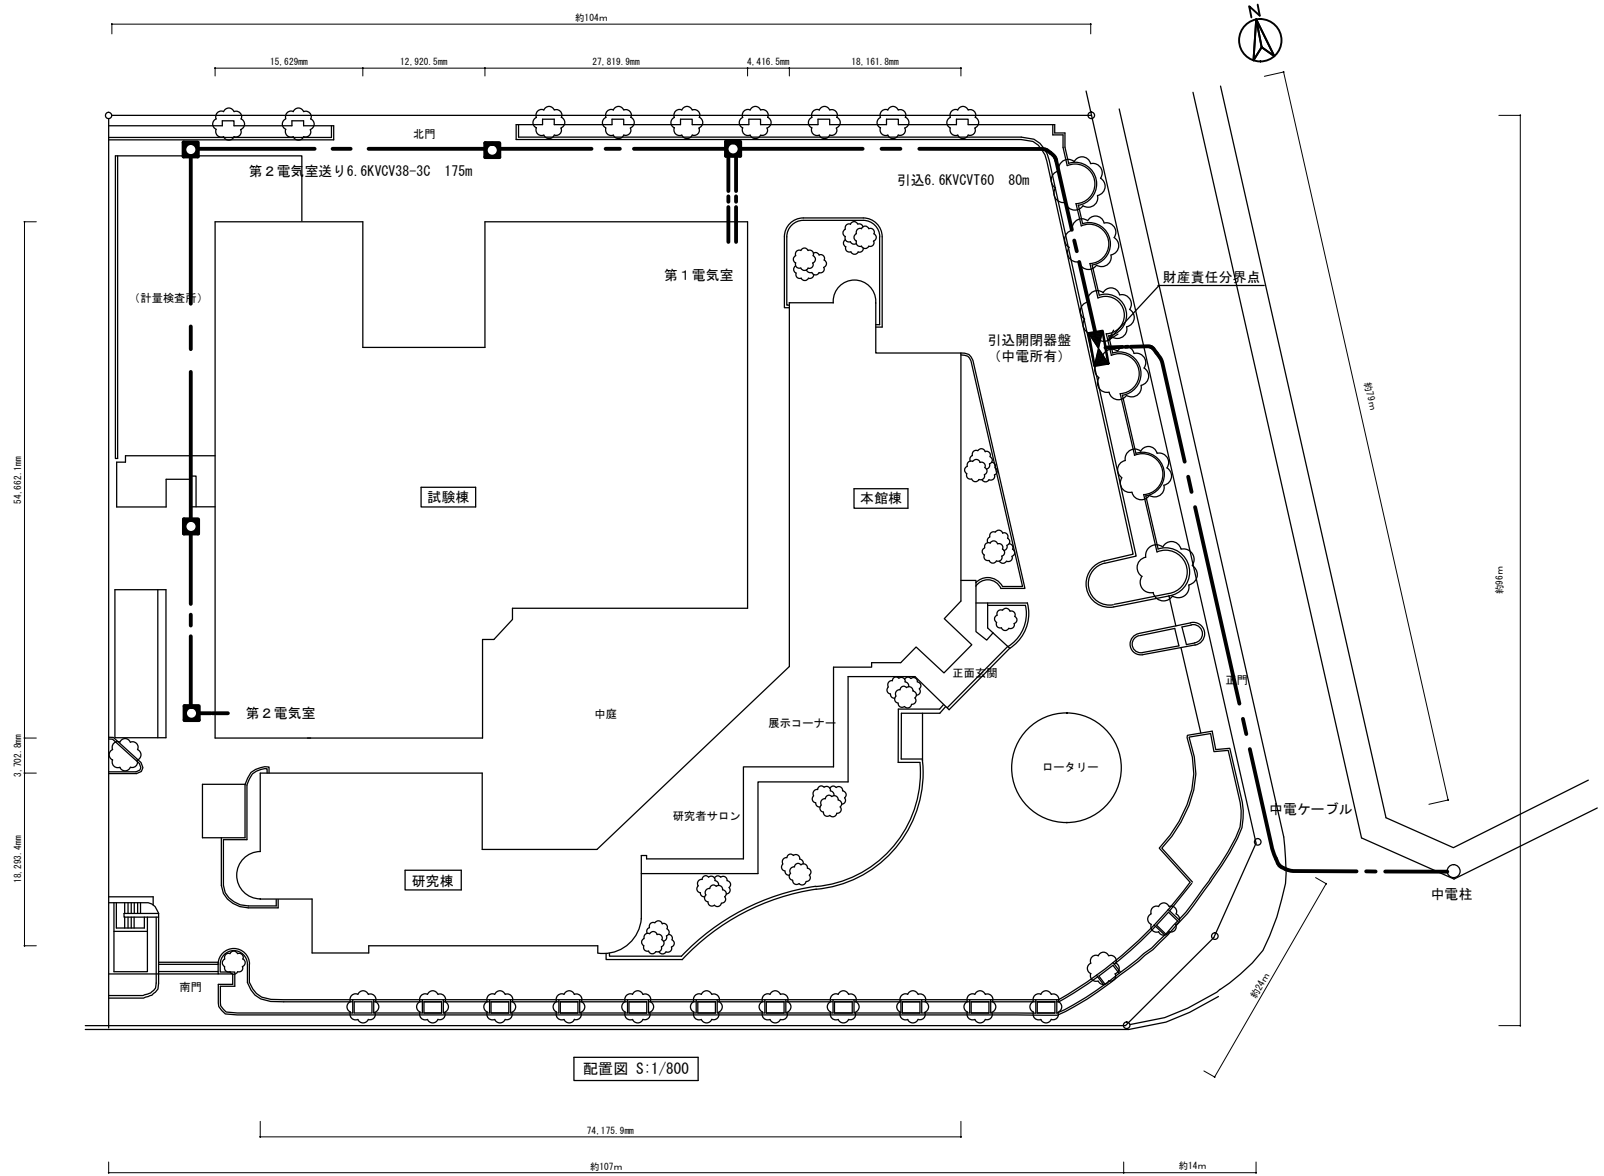 約104m
N
15,629mm
12,920.5mm
27,819.9mm
4,416.5mm
18,161.8mm
北門
第２電気室送り6.6KVCV38-3C 175m
引込6.6KVCVT60 80m
第１電気室
財産責任分界点
（計量検査所）
引込開閉器盤
（中電所有）
約79m
54,662.1mm
試験棟
本館棟
約96m
正面玄関
正門
第２電気室
中庭
展示コーナー
3,702.8mm
ロータリー
中電ケーブル
研究者サロン
18,293.4mm
研究棟
中電柱
南門
約24m
配置図 S:1/800
74,175.9mm
約107m
約14m